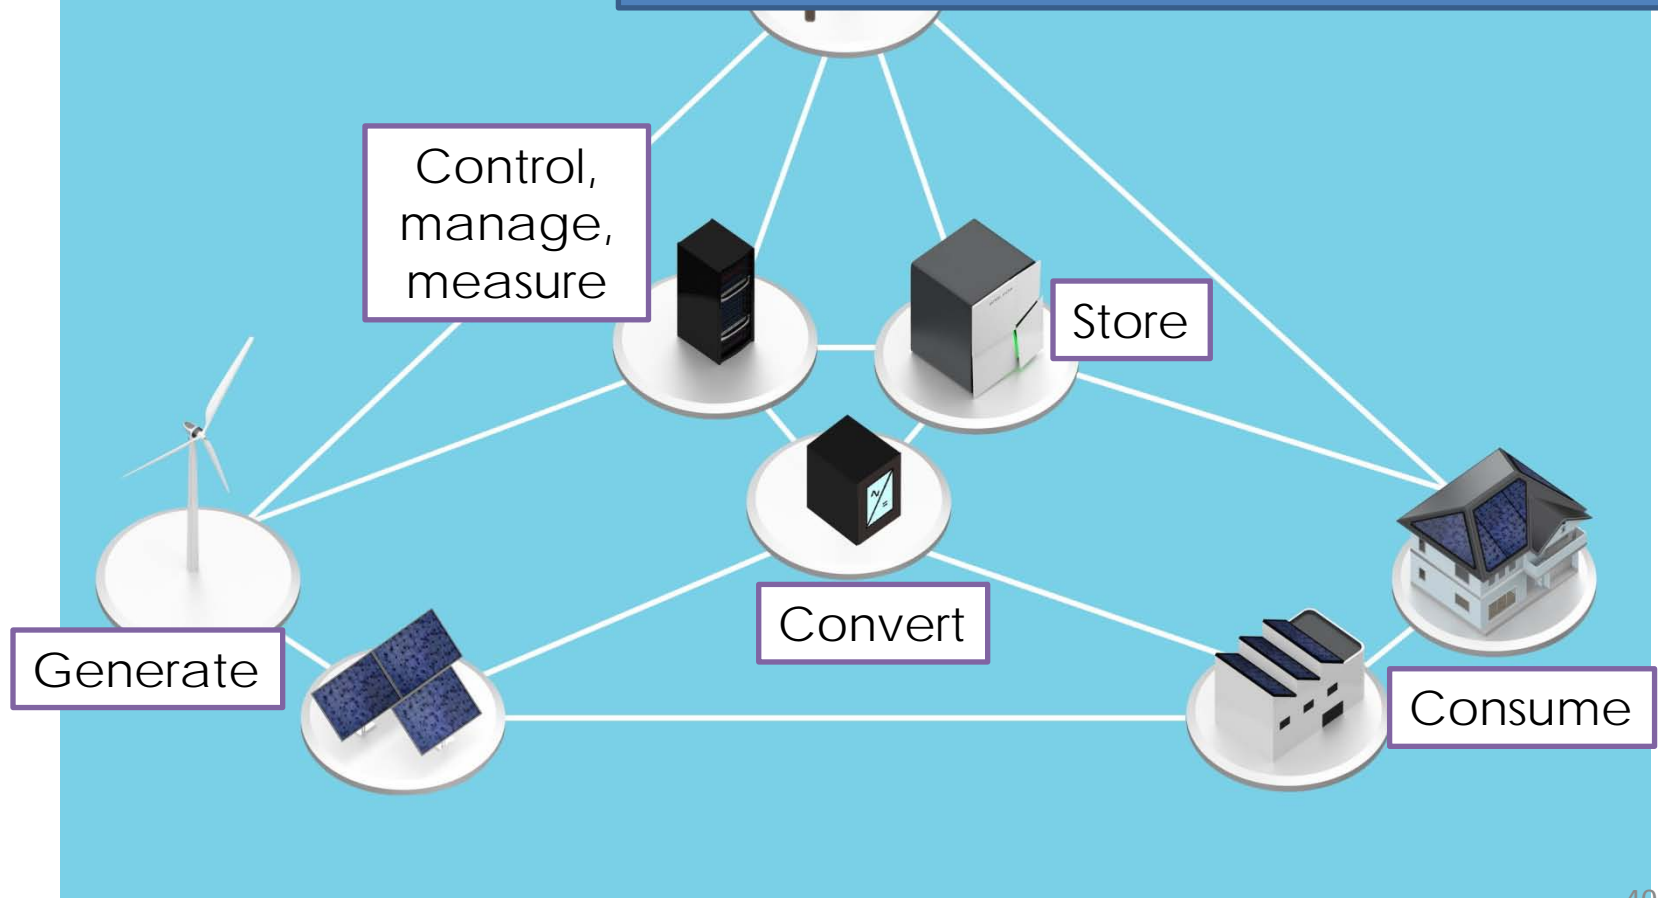 Control,
manage,
measure
Store
Convert
Generate
Consume